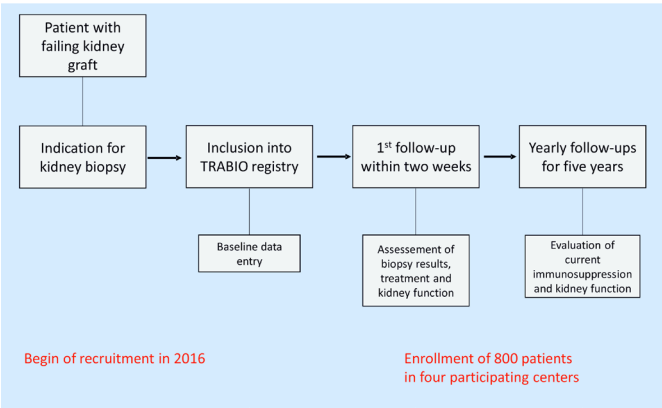 Patient with
failing kidney
graft
Indication for
kidney biopsy
Inclusion into
TRABIO registry
1st follow-up
within two weeks
Yearly follow-ups
for five years
Baseline data
entry
Assessement of
biopsy results,
treatment and
kidney function
Evaluation of
current
immunosuppression
and kidney function
Begin of recruitment in 2016
Enrollment of 800 patients
in four participating centers